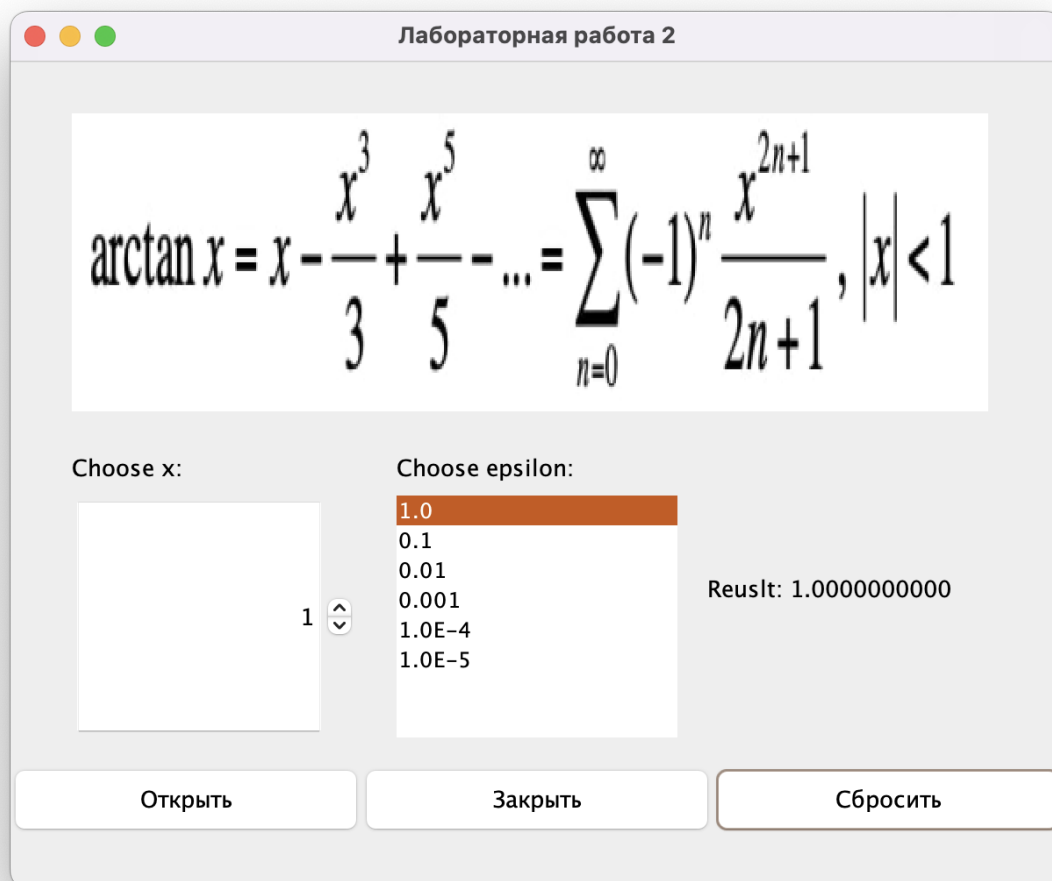 Лабораторная работа 2
arctan x = x − x^3/3 + x^5/5 − ... = ∑_{n=0}^{∞} (−1)^n x^{2n+1}/2n+1, |x| < 1
Choose x:
Choose epsilon:
1
1.0
0.1
0.01
0.001
1.0E−4
1.0E−5
Reuslt: 1.0000000000
Открыть
Закрыть
Сбросить